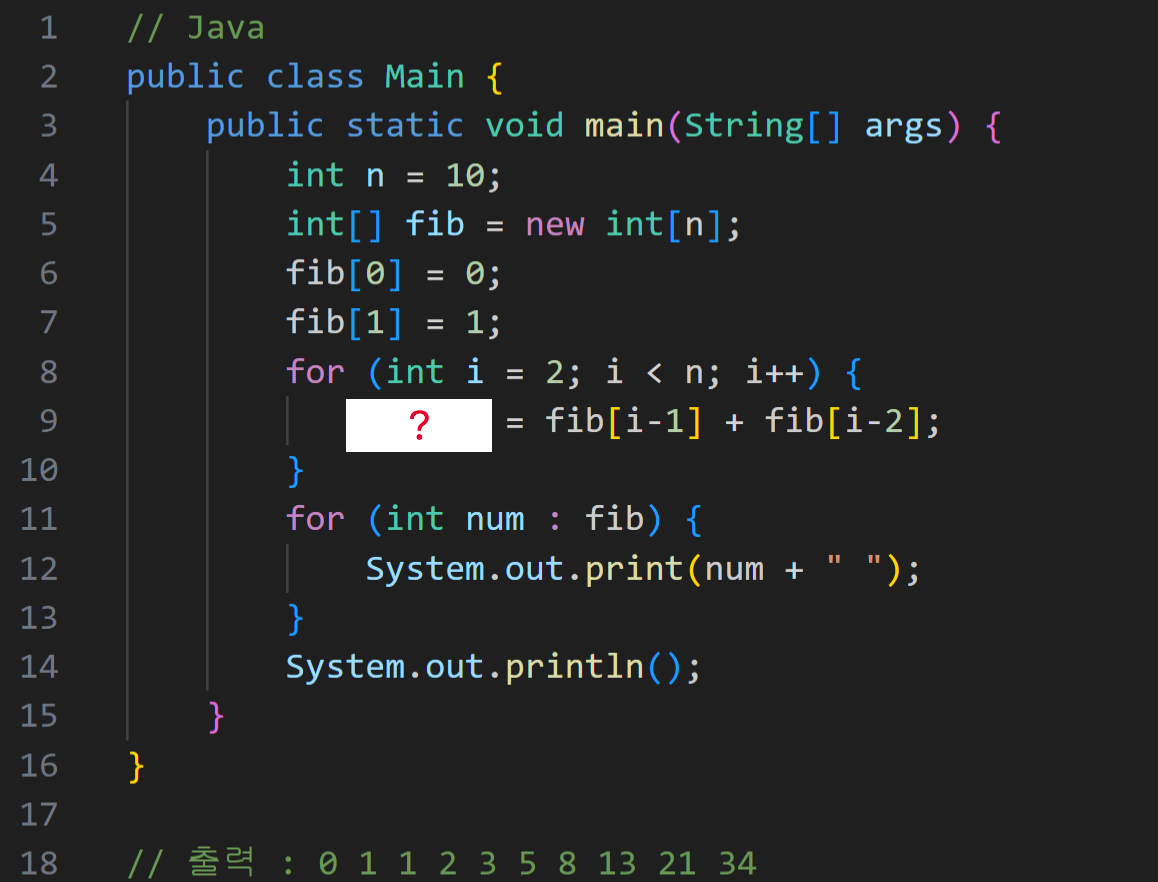 1 // Java
2 public class Main {
3     public static void main(String[] args) {
4         int n = 10;
5         int[] fib = new int[n];
6         fib[0] = 0;
7         fib[1] = 1;
8         for (int i = 2; i < n; i++) {
9             ? = fib[i-1] + fib[i-2];
10         }
11         for (int num : fib) {
12             System.out.print(num + " ");
13         }
14         System.out.println();
15     }
16 }
17
18 // 출력 : 0 1 1 2 3 5 8 13 21 34